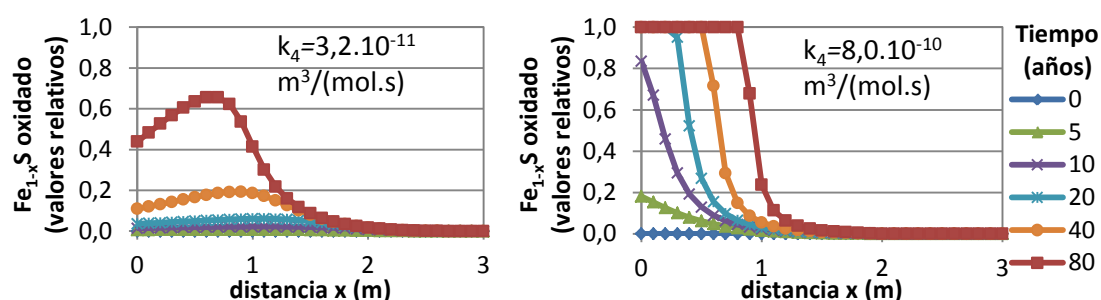 Fe1-xS oxidado
(valores relativos)
1,0
0,8
0,6
0,4
0,2
0,0
k4=3,2.10-11
m3/(mol.s)
0 1 2 3
distancia x (m)
Fe1-xS oxidado
(valores relativos)
1,0
0,8
0,6
0,4
0,2
0,0
k4=8,0.10-10
m3/(mol.s)
0 1 2 3
distancia x (m)
Tiempo
(años)
0
5
10
20
40
80